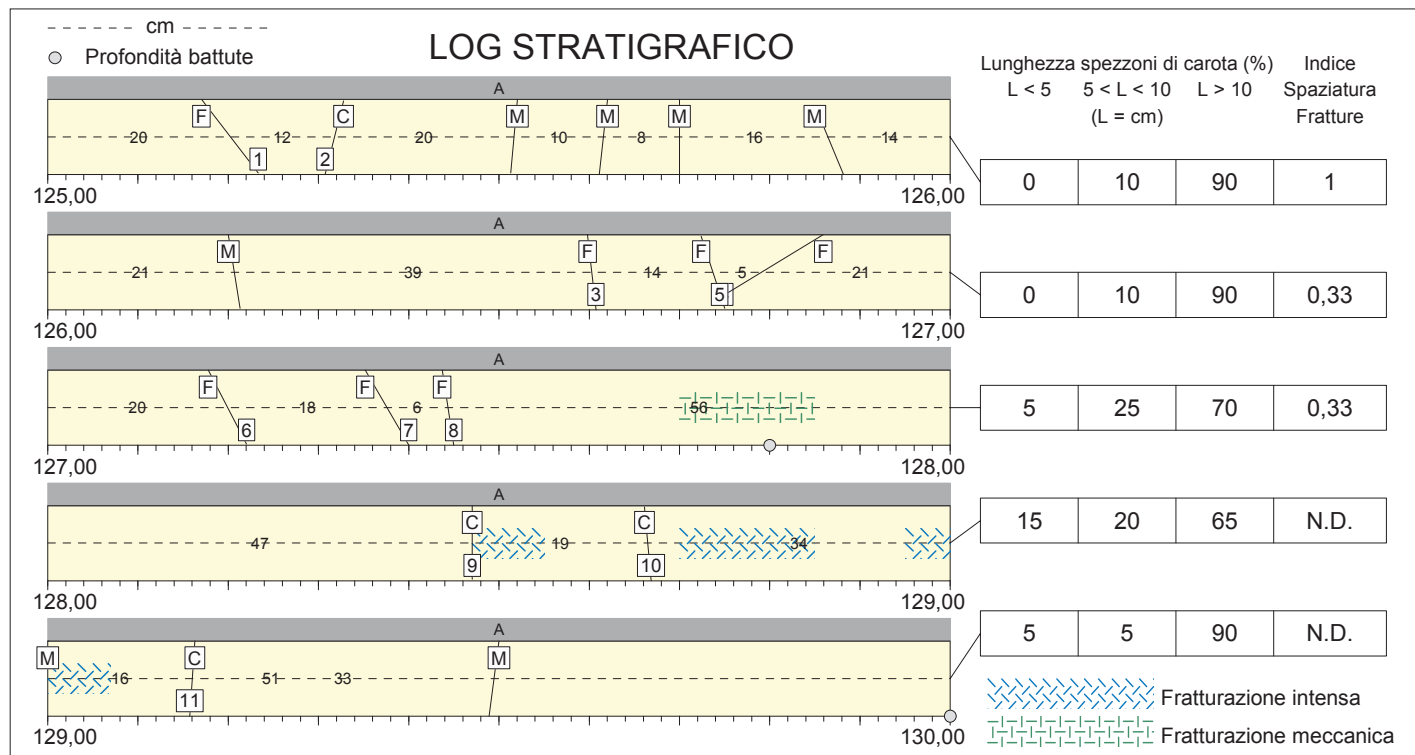 cm
Profondità battute
LOG STRATIGRAFICO
Lunghezza spezzoni di carota (%)
L < 5 5 < L < 10 L > 10
(L = cm)
Indice
Spaziatura
Fratture
A
F C M M M M
20 12 20 10 8 16 14
1 2
125,00 126,00
0 10 90 1
A
M F F F
21 39 14 5 21
3 5
126,00 127,00
0 10 90 0,33
A
F F F
20 18 6 56
6 7 8
127,00 128,00
5 25 70 0,33
A
C C
47 19 34
9 10
128,00 129,00
15 20 65 N.D.
A
M C M
16 51 33
11
129,00 130,00
5 5 90 N.D.
Fratturazione intensa
Fratturazione meccanica